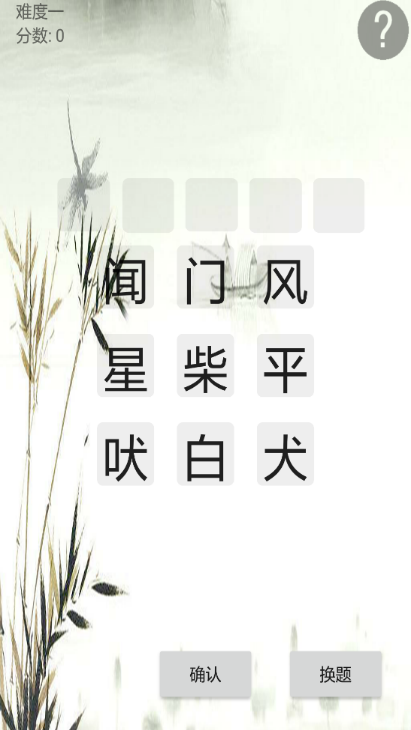 难度一
分数: 0
?
闻 门 风
星 柴 平
吠 白 犬
确认 换题